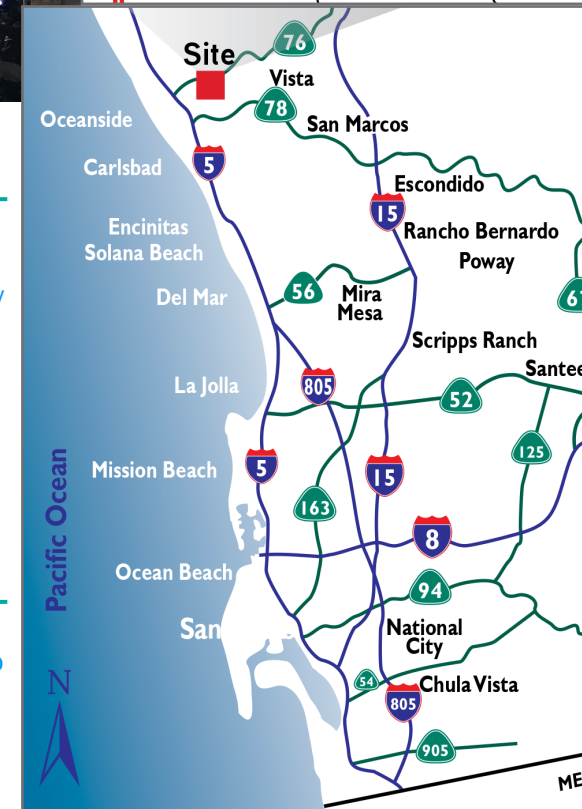 76
Site
Vista
78
Oceanside
San Marcos
5
Carlsbad
Escondido
15
Encinitas
Rancho Bernardo
Solana Beach
Poway
56
Del Mar
Mira
Mesa
Scripps Ranch
Santee
La Jolla
805
52
125
5
Mission Beach
15
163
Pacific Ocean
8
Ocean Beach
94
San
National
City
N
54
Chula Vista
805
905